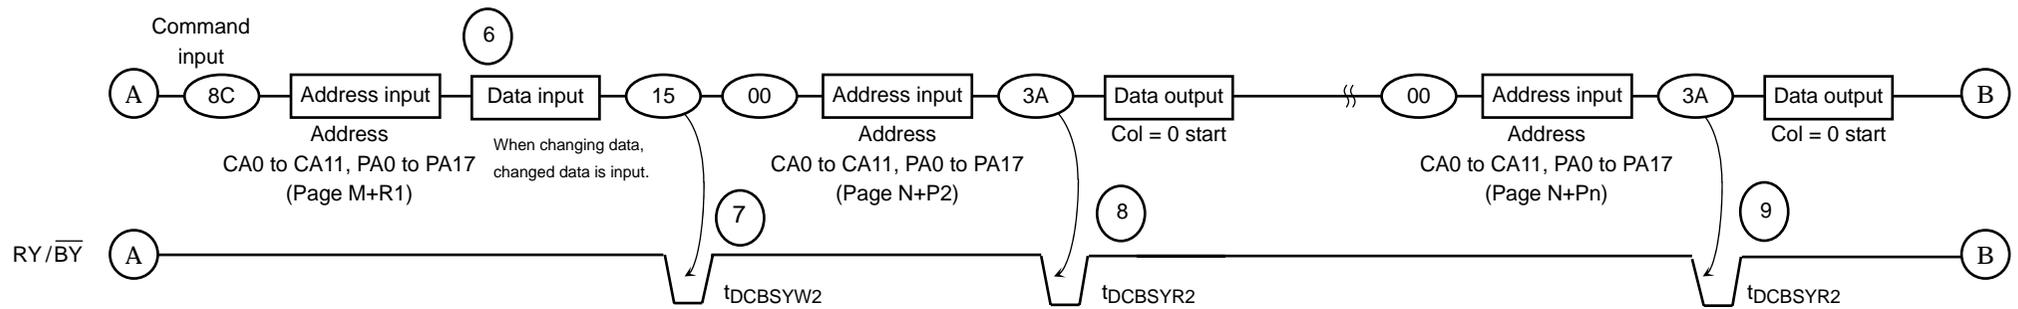 Command
input
6
A 8C Address input Data input 15 00 Address input 3A Data output 00 Address input 3A Data output B
Address
CA0 to CA11, PA0 to PA17
(Page M+R1)
When changing data,
changed data is input.
Address
CA0 to CA11, PA0 to PA17
(Page N+P2)
Col = 0 start
Address
CA0 to CA11, PA0 to PA17
(Page N+Pn)
Col = 0 start
7
8
9
RY/BY A B
tDCBSYW2
tDCBSYR2
tDCBSYR2